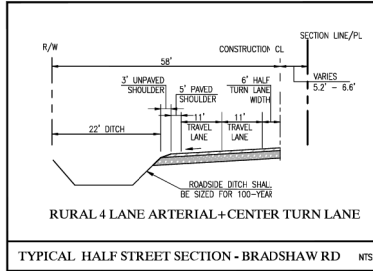 SECTION LINE/PL
R/W
CONSTRUCTION CL
58'
VARIES
5.2' - 6.6'
3' UNPAVED
SHOULDER
5' PAVED
SHOULDER
6' HALF
TURN LANE
WIDTH
22' DITCH
11'
TRAVEL
LANE
11'
TRAVEL
LANE
ROADSIDE DITCH SHALL
BE SIZED FOR 100-YEAR
RURAL 4 LANE ARTERIAL+CENTER TURN LANE
TYPICAL HALF STREET SECTION - BRADSHAW RD NTS